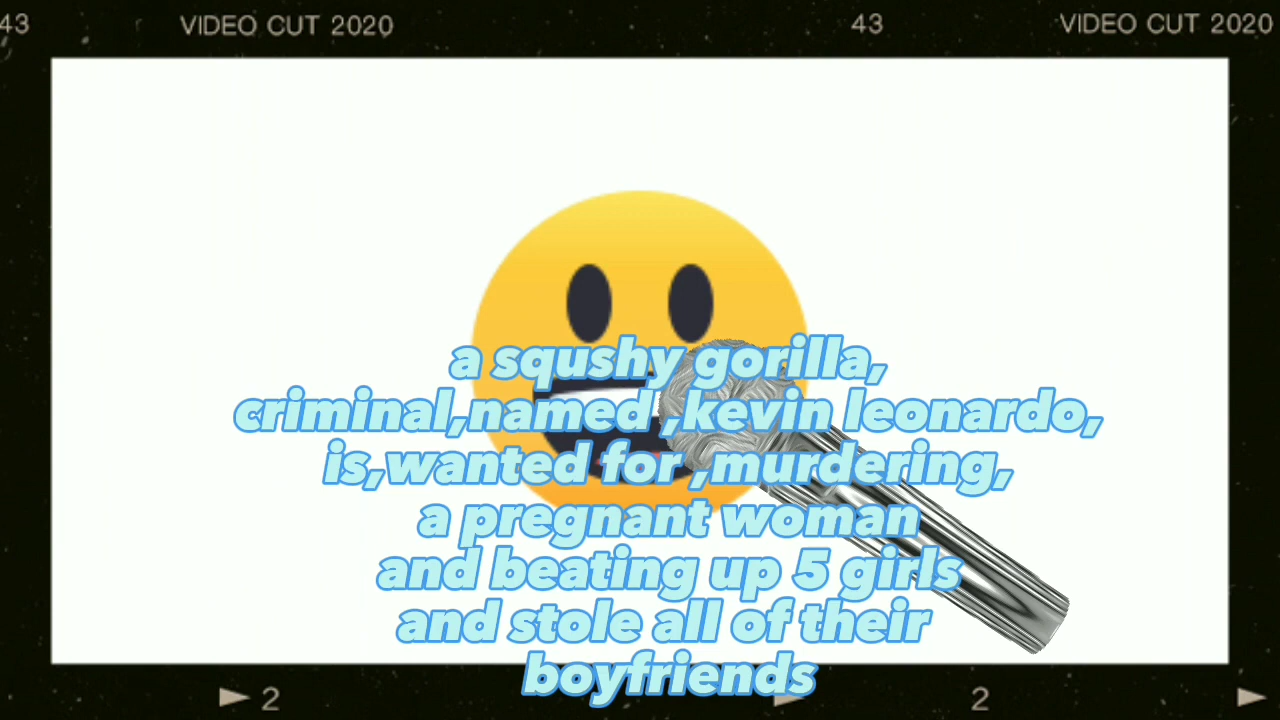 43 VIDEO CUT 2020 43 VIDEO CUT 2020
a squshy gorilla,
criminal,named ,kevin leonardo,
is,wanted for ,murdering,
a pregnant woman
and beating up 5 girls
and stole all of their
boyfriends
2 2